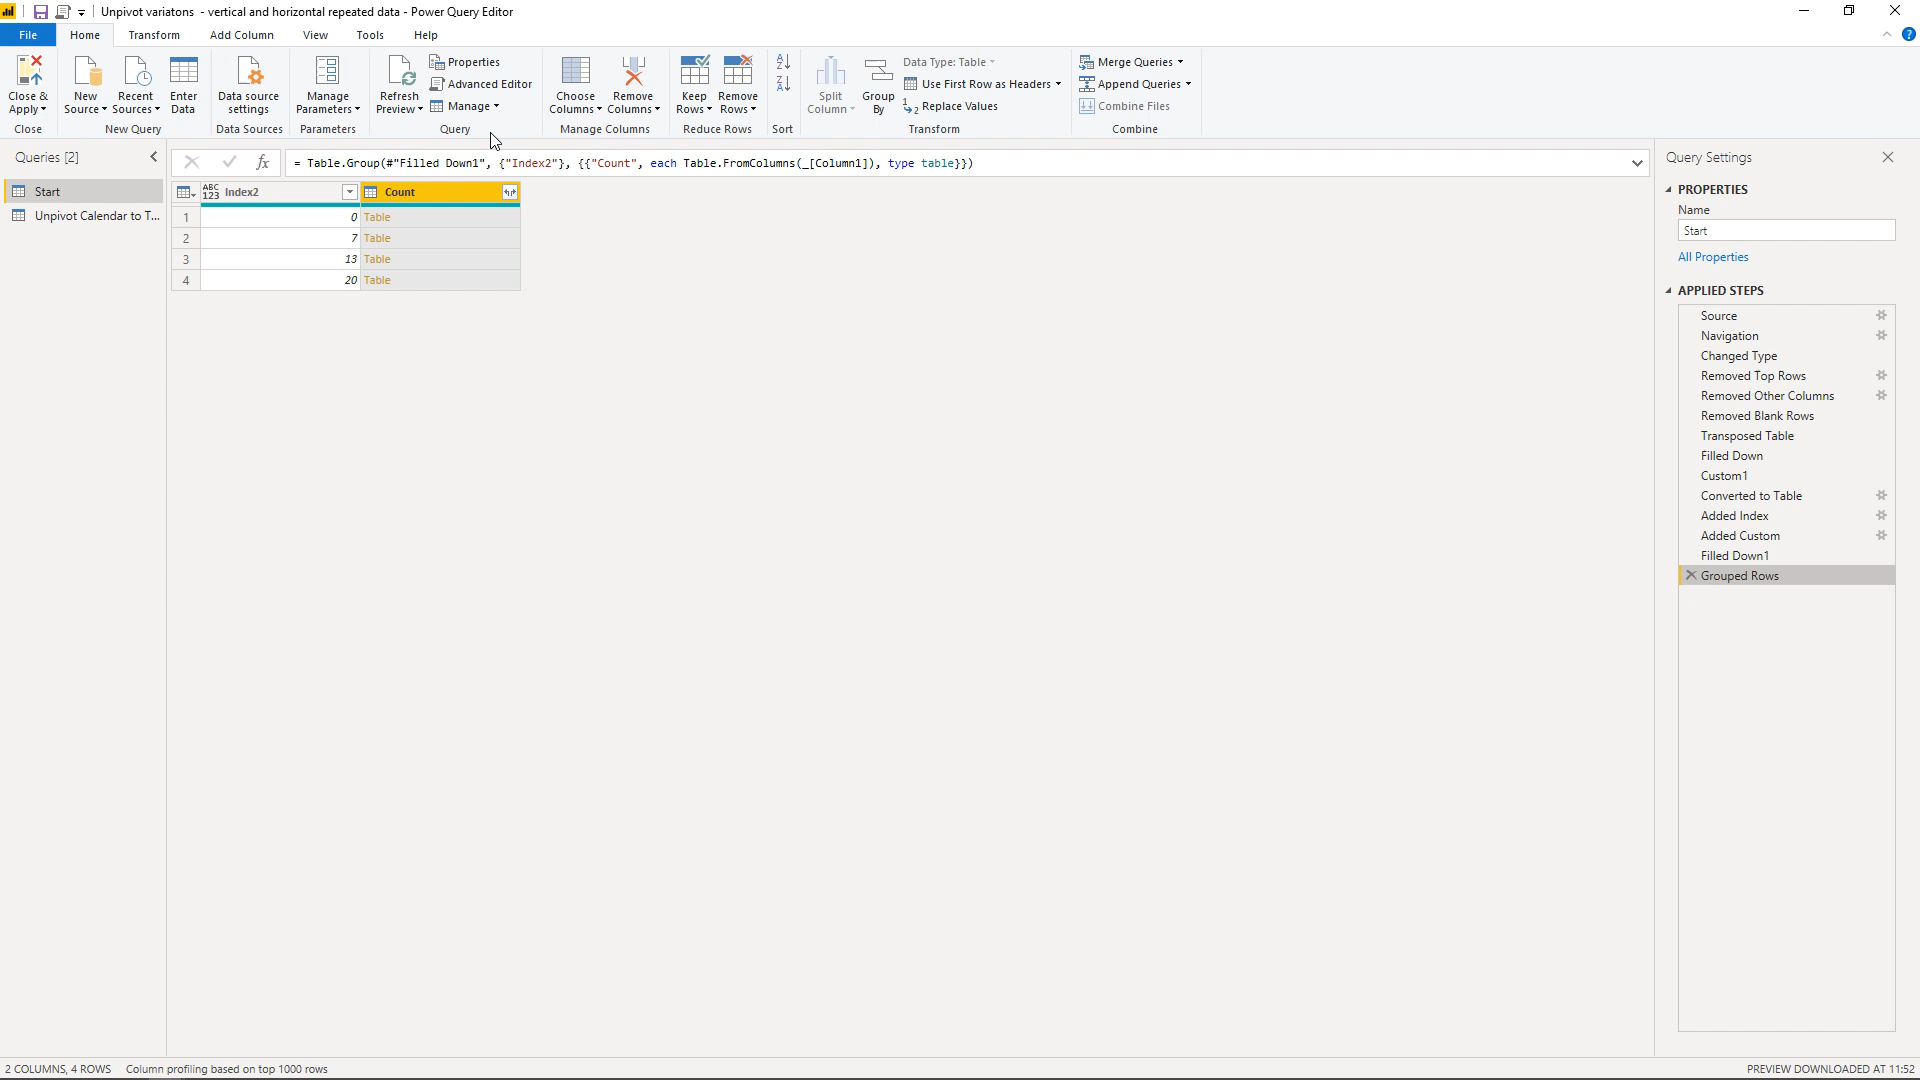 Unpivot variatons - vertical and horizontal repeated data - Power Query Editor
File Home Transform Add Column View Tools Help
Close & Apply
Close
New Source
Recent Sources
Enter Data
New Query
Data source settings
Data Sources
Manage Parameters
Parameters
Refresh Preview
Properties
Advanced Editor
Manage
Query
Choose Columns
Remove Columns
Manage Columns
Keep Rows
Remove Rows
Reduce Rows
Sort
Split Column
Group By
Data Type: Table
Use First Row as Headers
Replace Values
Transform
Merge Queries
Append Queries
Combine Files
Combine
Queries [2]
Start
Unpivot Calendar to T...
= Table.Group(#"Filled Down1", {"Index2"}, {{"Count", each Table.FromColumns(_[Column1]), type table}})
ABC 123 Index2 Count
1 0 Table
2 7 Table
3 13 Table
4 20 Table
Query Settings
PROPERTIES
Name
Start
All Properties
APPLIED STEPS
Source
Navigation
Changed Type
Removed Top Rows
Removed Other Columns
Removed Blank Rows
Transposed Table
Filled Down
Custom1
Converted to Table
Added Index
Added Custom
Filled Down1
Grouped Rows
2 COLUMNS, 4 ROWS Column profiling based on top 1000 rows
PREVIEW DOWNLOADED AT 11:52